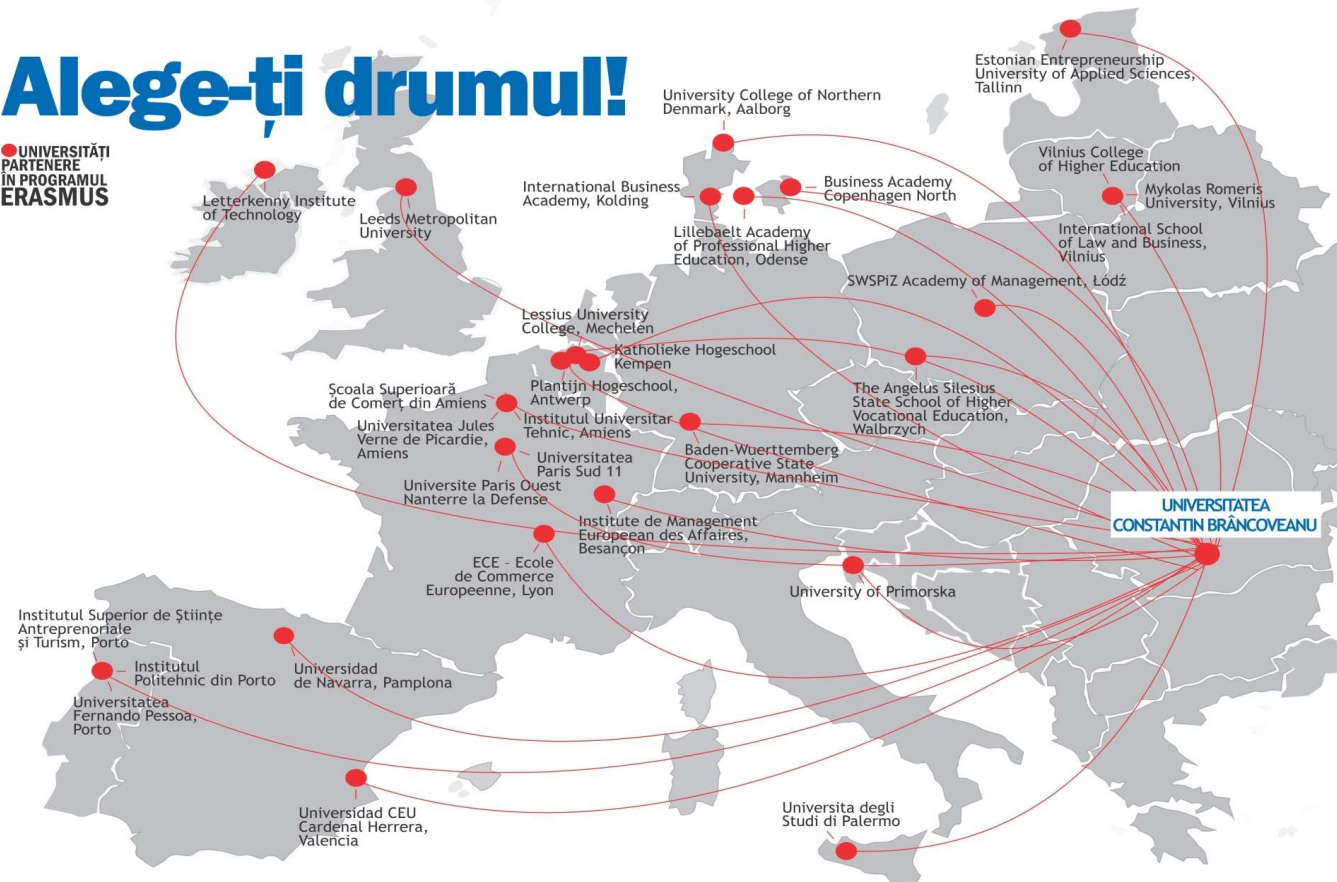 Alege-ți drumul!
UNIVERSITĂȚI
PARTENERE
ÎN PROGRAMUL
ERASMUS
Estonian Entrepreneurship
University of Applied Sciences,
Tallinn
University College of Northern
Denmark, Aalborg
Vilnius College
of Higher Education
Mykolas Romeris
University, Vilnius
International School
of Law and Business,
Vilnius
International Business
Academy, Kolding
Business Academy
Copenhagen North
Lillebaelt Academy
of Professional Higher
Education, Odense
Letterkenny Institute
of Technology
Leeds Metropolitan
University
SWSPiZ Academy of Management, Łódź
Lessius University
College, Mechelen
Katholieke Hogeschool
Kempen
Plantijn Hogeschool,
Antwerp
The Angelus Silesius
State School of Higher
Vocational Education,
Walbrzych
Școala Superioară
de Comerț din Amiens
Universitatea Jules
Verne de Picardie,
Amiens
Institutul Universitar
Tehnic, Amiens
Universitatea
Paris Sud 11
Universite Paris Ouest
Nanterre la Defense
Baden-Wuerttemberg
Cooperative State
University, Mannheim
UNIVERSITATEA
CONSTANTIN BRÂNCOVEANU
Institute de Management
Europeean des Affaires,
Besançon
ECE - Ecole
de Commerce
Europeenne, Lyon
University of Primorska
Institutul Superior de Științe
Antreprenoriale
și Turism, Porto
Institutul
Politehnic din Porto
Universitatea
Fernando Pessoa,
Porto
Universidad
de Navarra, Pamplona
Universidad CEU
Cardenal Herrera,
Valencia
Universita degli
Studi di Palermo